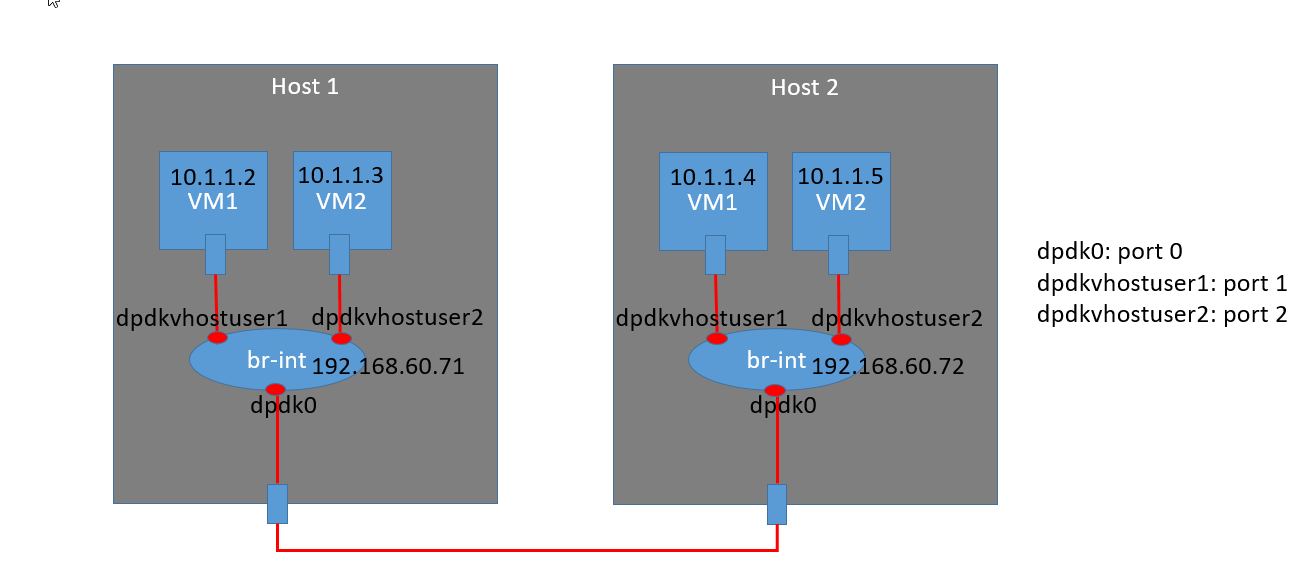 Host 1
10.1.1.2
VM1
10.1.1.3
VM2
dpdkvhostuser1
dpdkvhostuser2
br-int
192.168.60.71
dpdk0
Host 2
10.1.1.4
VM1
10.1.1.5
VM2
dpdkvhostuser1
dpdkvhostuser2
br-int
192.168.60.72
dpdk0
dpdk0: port 0
dpdkvhostuser1: port 1
dpdkvhostuser2: port 2